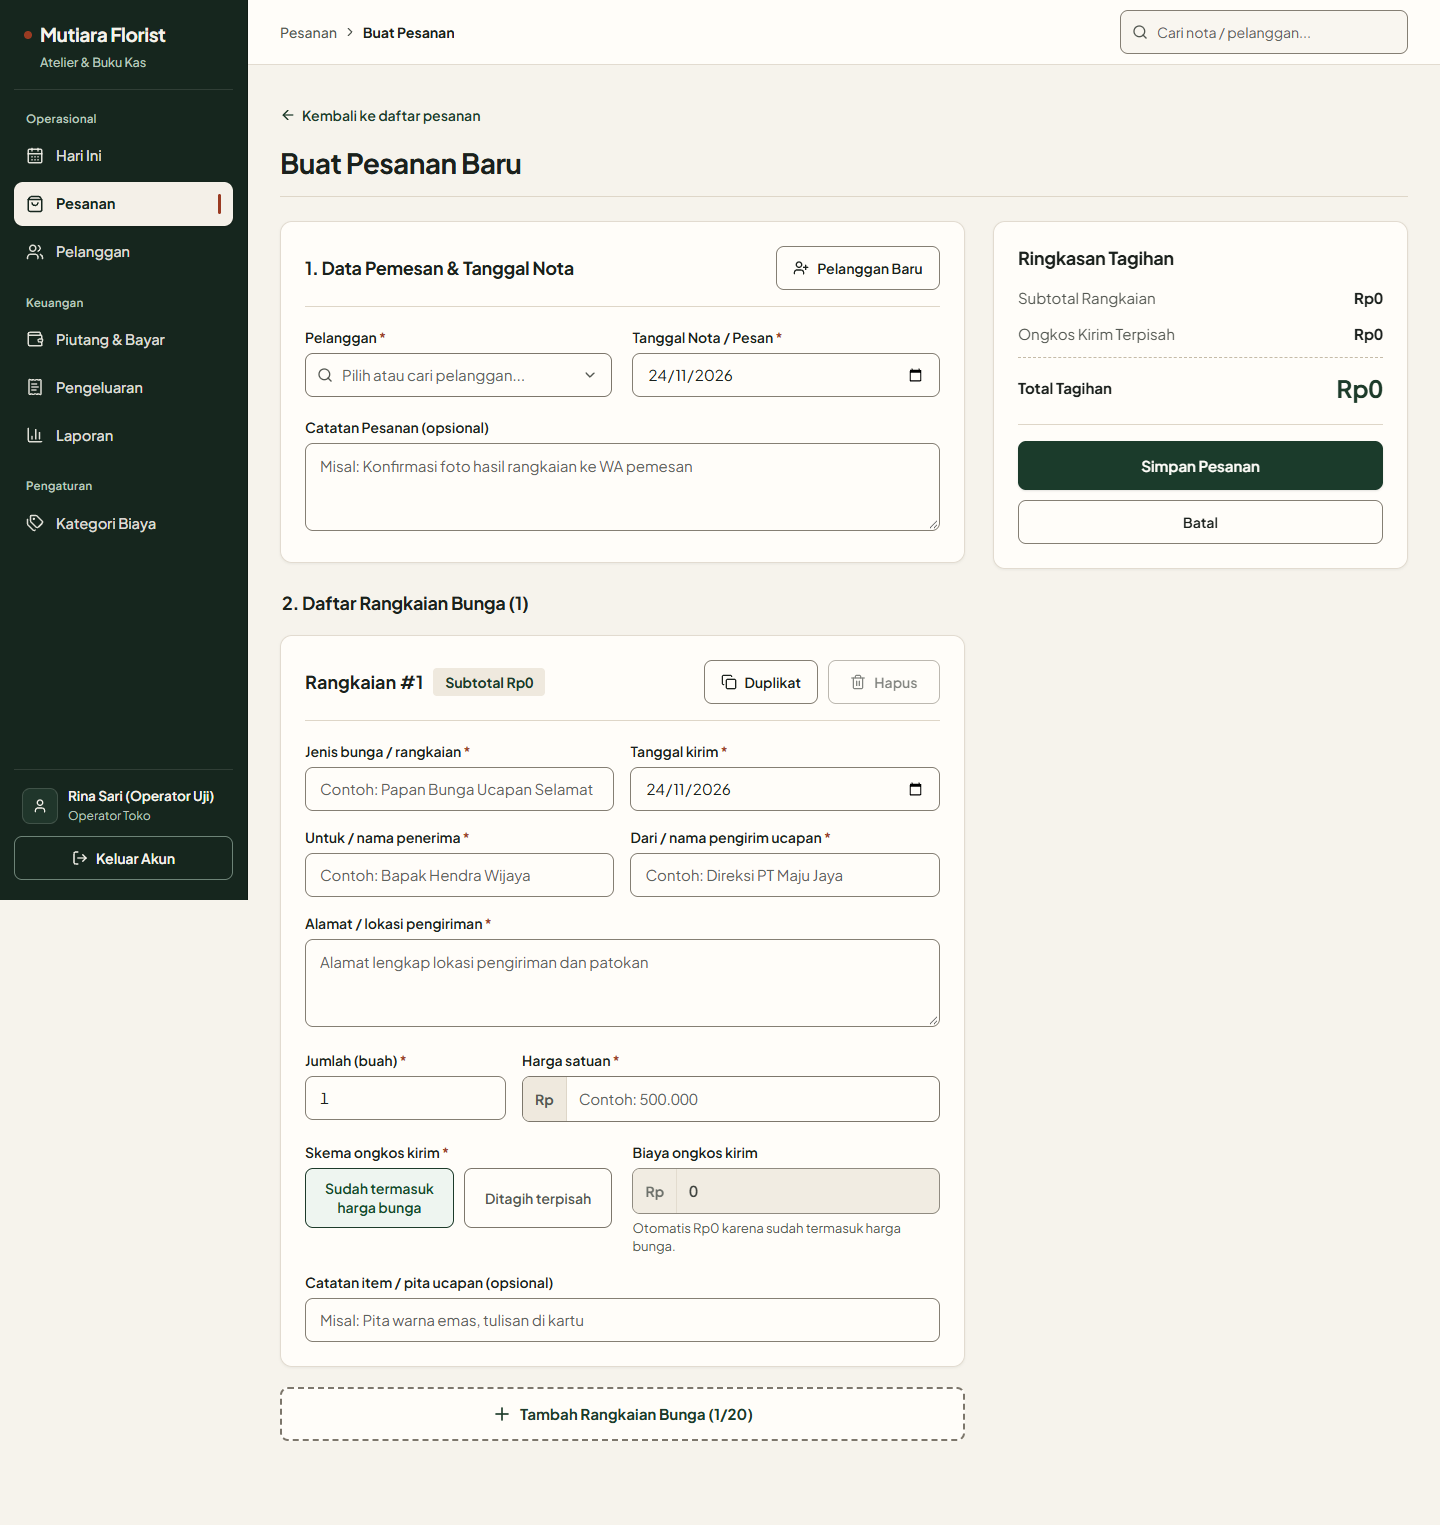 Mutiara Florist
Atelier & Buku Kas
Operasional
Hari Ini
Pesanan
Pelanggan
Keuangan
Piutang & Bayar
Pengeluaran
Laporan
Pengaturan
Kategori Biaya
Rina Sari (Operator Uji)
Operator Toko
Keluar Akun
Pesanan > Buat Pesanan
Cari nota / pelanggan...
Kembali ke daftar pesanan
Buat Pesanan Baru
1. Data Pemesan & Tanggal Nota
Pelanggan Baru
Pelanggan * Tanggal Nota / Pesan *
Pilih atau cari pelanggan... 24/11/2026
Catatan Pesanan (opsional)
Misal: Konfirmasi foto hasil rangkaian ke WA pemesan
Ringkasan Tagihan
Subtotal Rangkaian Rp0
Ongkos Kirim Terpisah Rp0
Total Tagihan Rp0
Simpan Pesanan
Batal
2. Daftar Rangkaian Bunga (1)
Rangkaian #1 Subtotal Rp0 Duplikat Hapus
Jenis bunga / rangkaian * Tanggal kirim *
Contoh: Papan Bunga Ucapan Selamat 24/11/2026
Untuk / nama penerima * Dari / nama pengirim ucapan *
Contoh: Bapak Hendra Wijaya Contoh: Direksi PT Maju Jaya
Alamat / lokasi pengiriman *
Alamat lengkap lokasi pengiriman dan patokan
Jumlah (buah) * Harga satuan *
1 Rp Contoh: 500.000
Skema ongkos kirim * Biaya ongkos kirim
Sudah termasuk
harga bunga
Ditagih terpisah
Rp 0
Otomatis Rp0 karena sudah termasuk harga
bunga.
Catatan item / pita ucapan (opsional)
Misal: Pita warna emas, tulisan di kartu
+ Tambah Rangkaian Bunga (1/20)